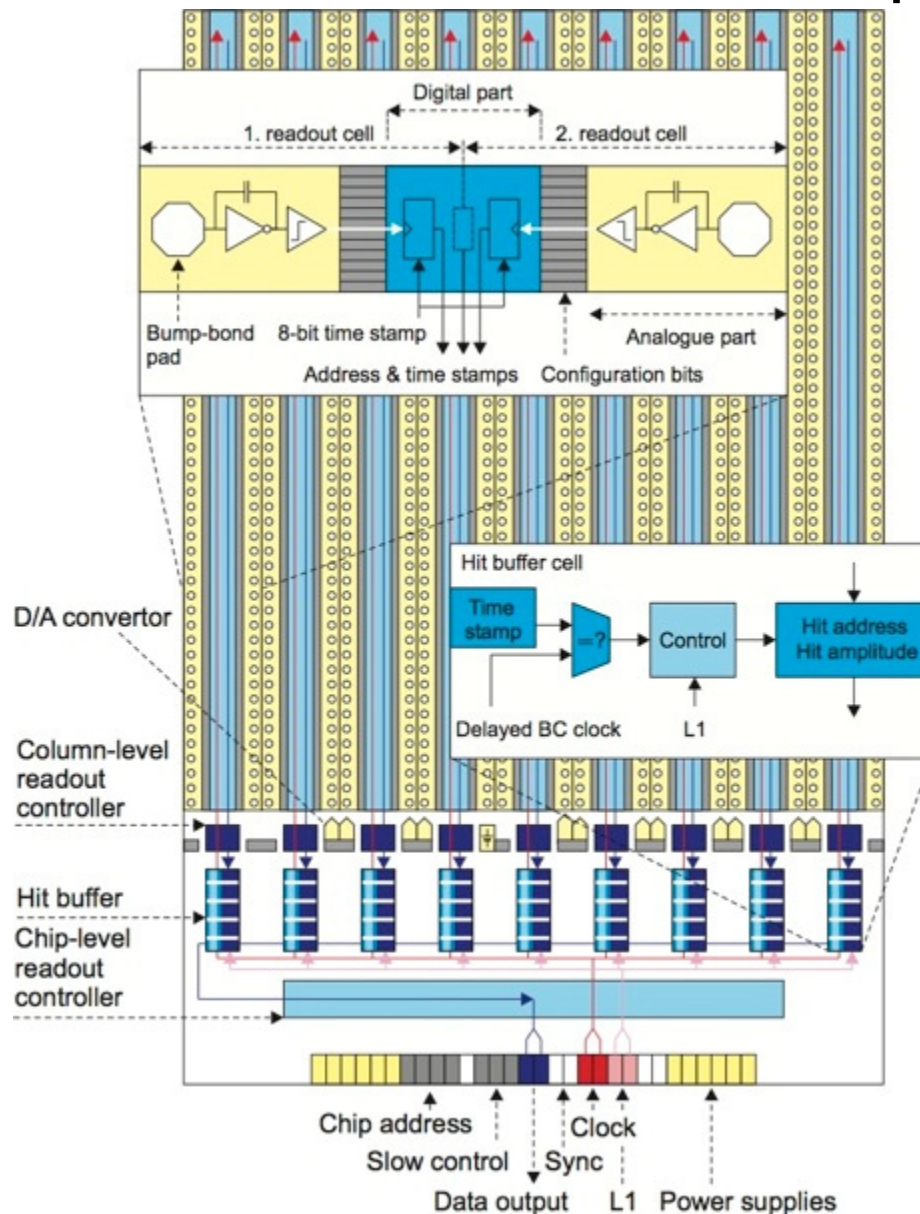 Digital part
1. readout cell
2. readout cell
Bump-bond
pad
8-bit time stamp
Analogue part
Address & time stamps
Configuration bits
Hit buffer cell
Time
stamp
=?
Control
Hit address
Hit amplitude
Delayed BC clock
L1
D/A convertor
Column-level
readout
controller
Hit buffer
Chip-level
readout
controller
Chip address
Clock
Slow control
Sync
Data output
L1
Power supplies